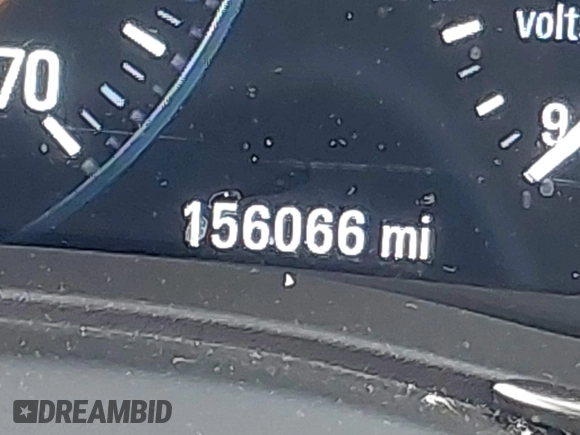 70
volts
9
156066 mi
DREAMBID